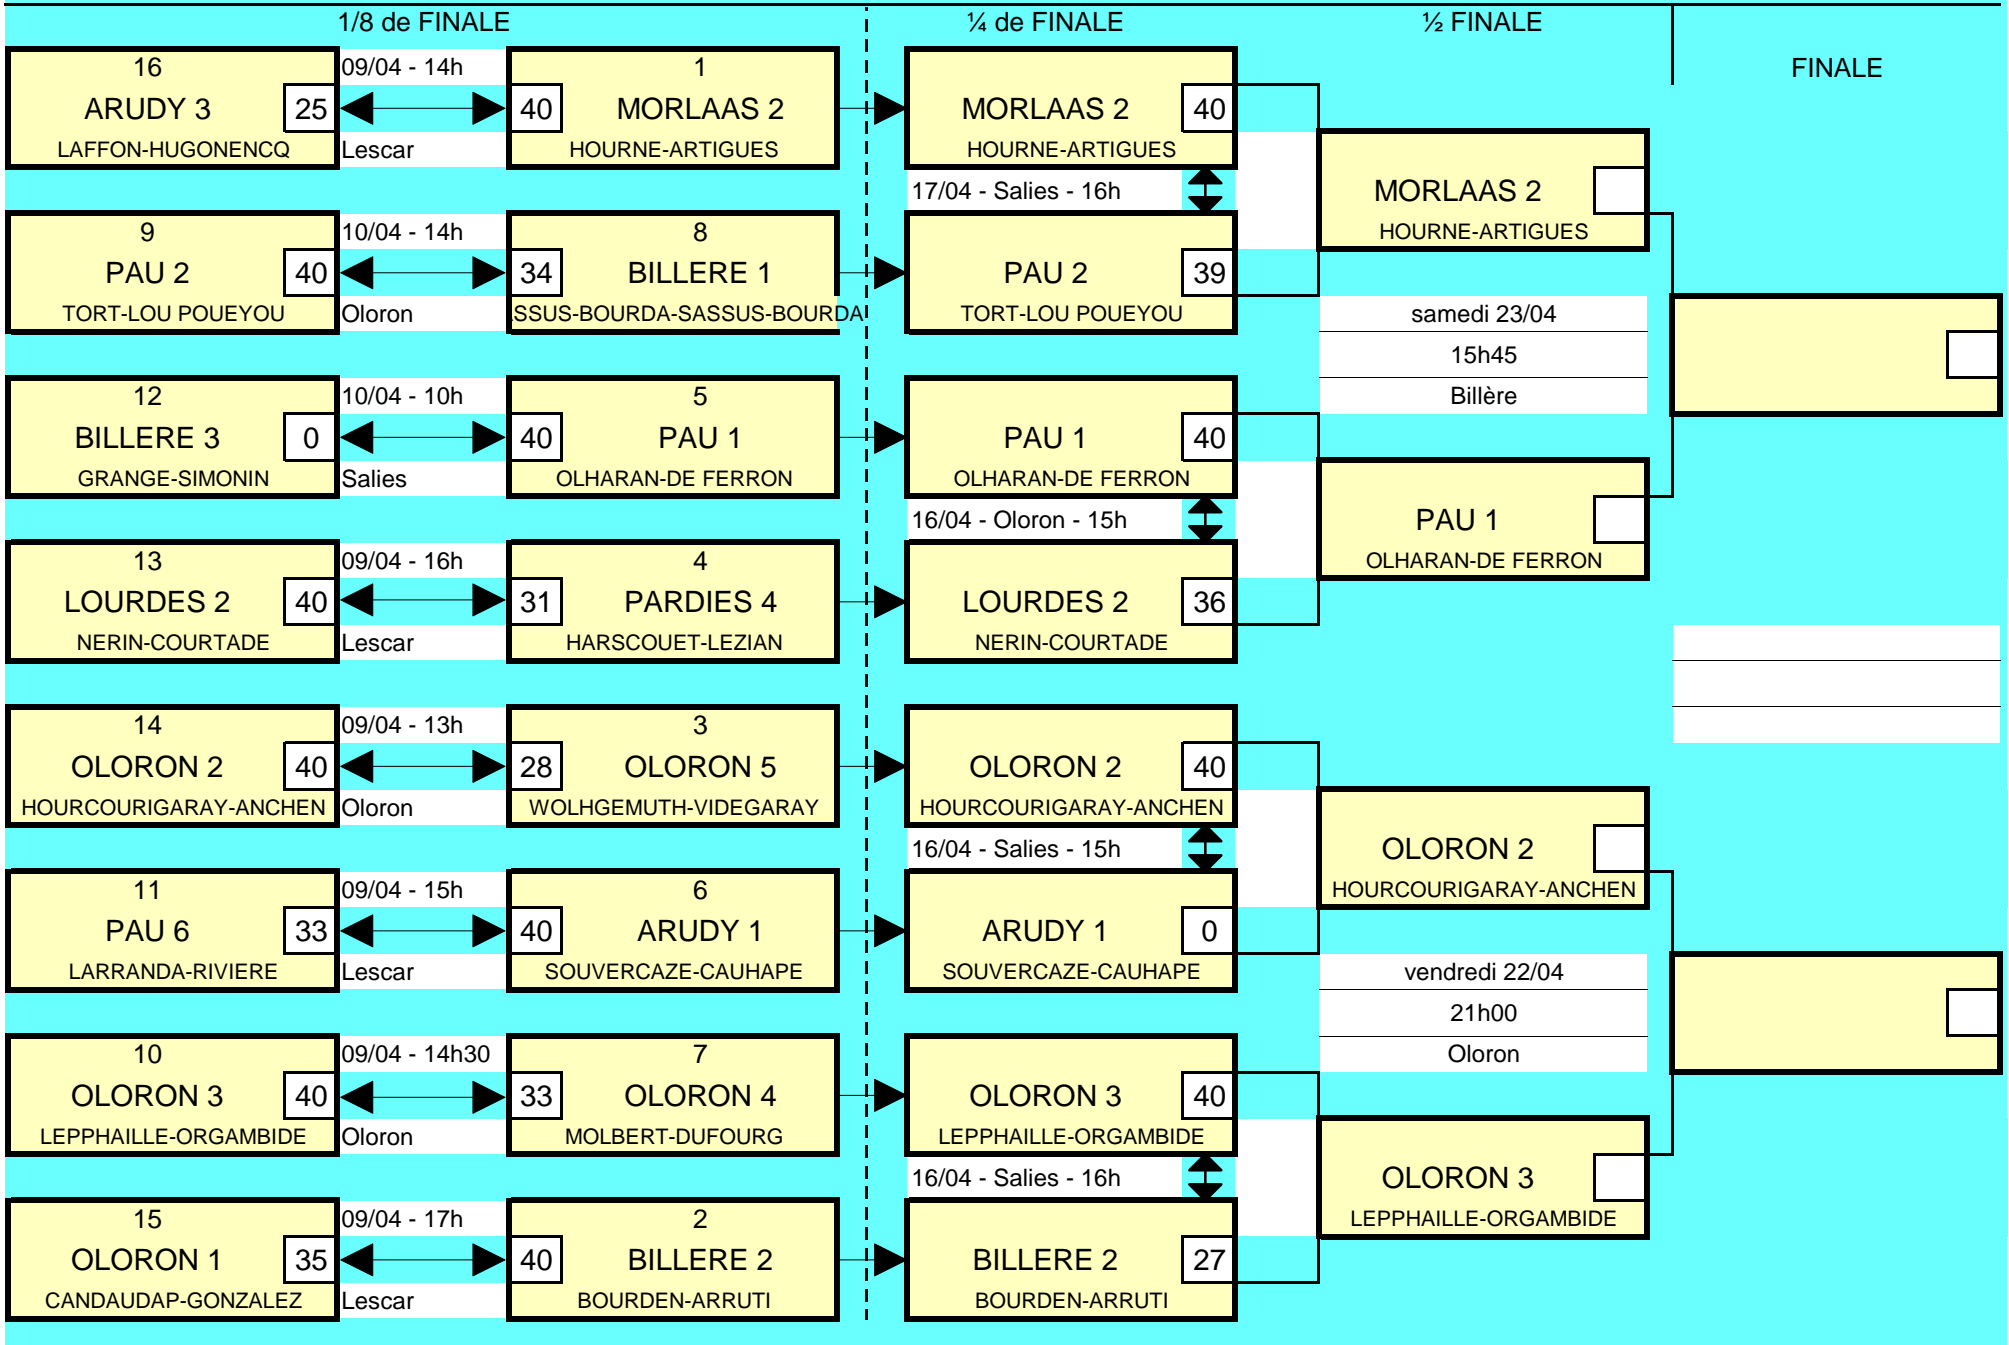 1/8 de FINALE
¼ de FINALE
½ FINALE
FINALE
16
ARUDY 3
25
LAFFON-HUGONENCQ
09/04 - 14h
Lescar
1
40
MORLAAS 2
HOURNE-ARTIGUES
9
PAU 2
40
TORT-LOU POUEYOU
10/04 - 14h
Oloron
8
34
BILLERE 1
SSUS-BOURDA-SASSUS-BOURDA
12
BILLERE 3
0
GRANGE-SIMONIN
10/04 - 10h
Salies
5
40
PAU 1
OLHARAN-DE FERRON
13
LOURDES 2
40
NERIN-COURTADE
09/04 - 16h
Lescar
4
31
PARDIES 4
HARSCOUET-LEZIAN
14
OLORON 2
40
HOURCOURIGARAY-ANCHEN
09/04 - 13h
Oloron
3
28
OLORON 5
WOLHGEMUTH-VIDEGARAY
11
PAU 6
33
LARRANDA-RIVIERE
09/04 - 15h
Lescar
6
40
ARUDY 1
SOUVERCAZE-CAUHAPE
10
OLORON 3
40
LEPPHAILLE-ORGAMBIDE
09/04 - 14h30
Oloron
7
33
OLORON 4
MOLBERT-DUFOURG
15
OLORON 1
35
CANDAUDAP-GONZALEZ
09/04 - 17h
Lescar
2
40
BILLERE 2
BOURDEN-ARRUTI
MORLAAS 2
40
HOURNE-ARTIGUES
17/04 - Salies - 16h
PAU 2
39
TORT-LOU POUEYOU
PAU 1
40
OLHARAN-DE FERRON
16/04 - Oloron - 15h
LOURDES 2
36
NERIN-COURTADE
OLORON 2
40
HOURCOURIGARAY-ANCHEN
16/04 - Salies - 15h
ARUDY 1
0
SOUVERCAZE-CAUHAPE
OLORON 3
40
LEPPHAILLE-ORGAMBIDE
16/04 - Salies - 16h
BILLERE 2
27
BOURDEN-ARRUTI
MORLAAS 2
HOURNE-ARTIGUES
samedi 23/04
15h45
Billère
PAU 1
OLHARAN-DE FERRON
OLORON 2
HOURCOURIGARAY-ANCHEN
vendredi 22/04
21h00
Oloron
OLORON 3
LEPPHAILLE-ORGAMBIDE